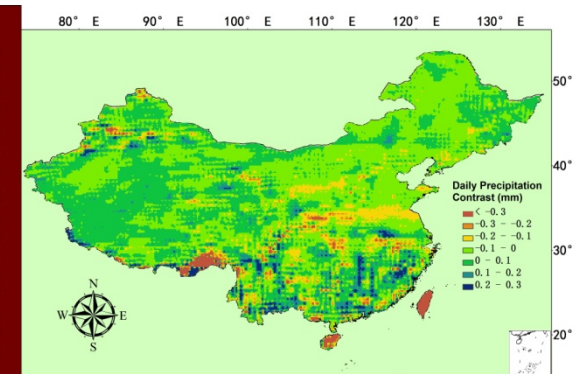 80° E 90° E 100° E 110° E 120° E 130° E
50°
40°
Daily Precipitation
Contrast (mm)
< -0.3
-0.3 - -0.2
-0.2 - -0.1
-0.1 - 0
0 - 0.1
0.1 - 0.2
0.2 - 0.3
30°
N
W E
S
20°